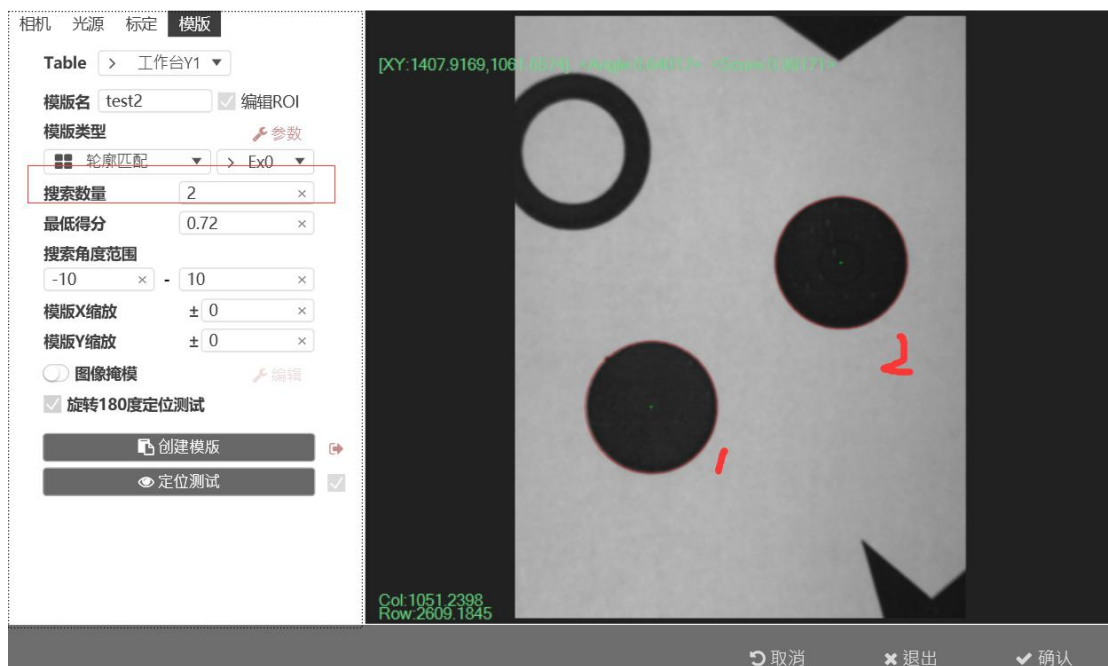 相机 光源 标定 模版
Table > 工作台Y1
模版名 test2 编辑ROI
模版类型 参数
轮廓匹配 > Ex0
搜索数量 2 ×
最低得分 0.72 ×
搜索角度范围
-10 × - 10 ×
模版X缩放 ± 0 ×
模版Y缩放 ± 0 ×
图像掩模 编辑
旋转180度定位测试
创建模版
定位测试
[XY:1407.9169,106
2
1
Col:1051.2398
Row:2609.1845
取消 退出 确认